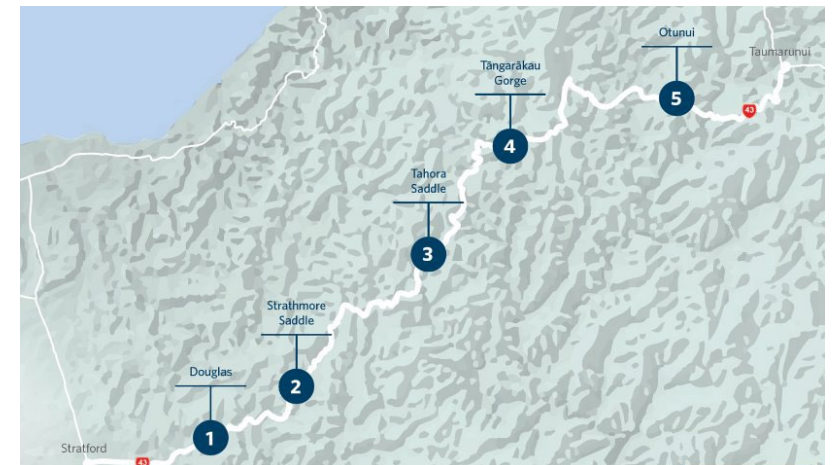 Otunui
Taumarunui
Tāngarākau
Gorge
5
43
4
Tahora
Saddle
3
Strathmore
Saddle
Douglas
2
1
Stratford
43